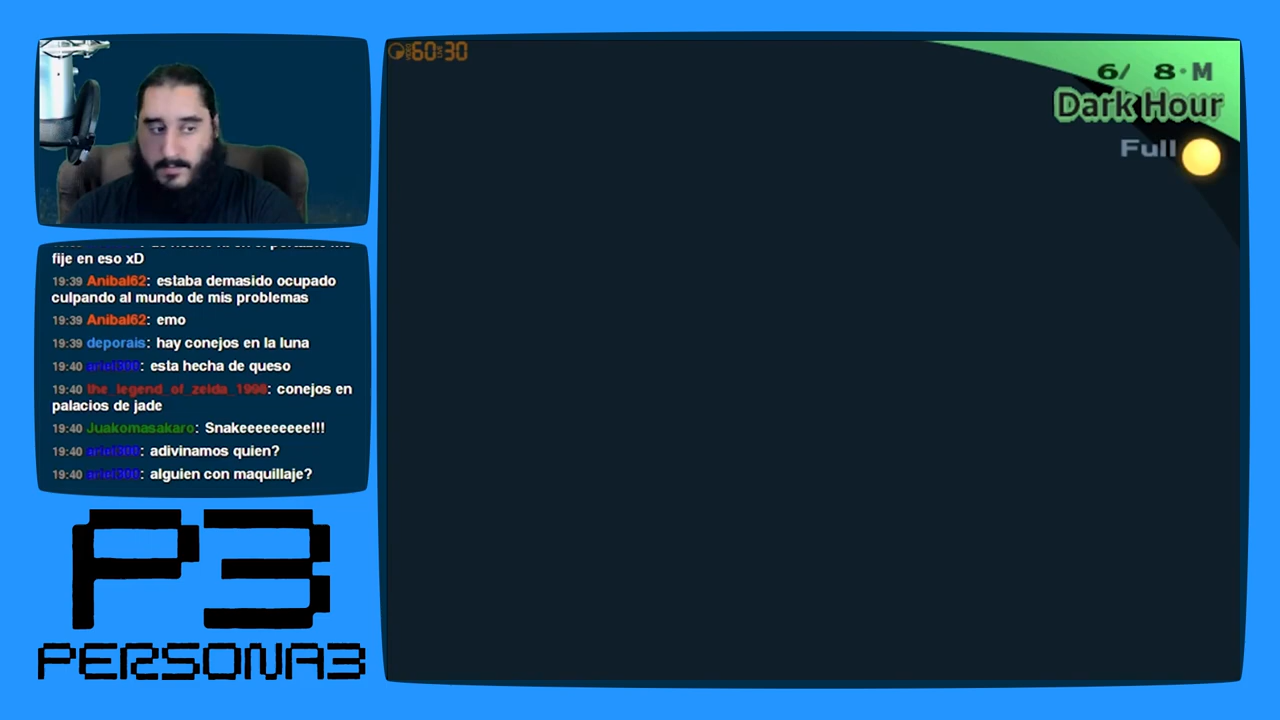 fije en eso xD
19:39 Anibal62: estaba demasido ocupado
culpando al mundo de mis problemas
19:39 Anibal62: emo
19:39 deporais: hay conejos en la luna
19:40 : esta hecha de queso
19:40 the_legend_of_zelda_1998: conejos en
palacios de jade
19:40 Juakomasakaro: Snakeeeeeeeee!!!
19:40 : adivinamos quien?
19:40 : alguien con maquillaje?
P3
PERSONA3
60 30
6/ 8·M
Dark Hour
Full